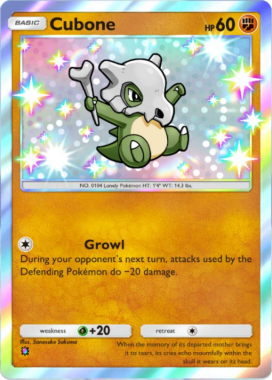 BASIC
Cubone
HP 60
NO. 0104 Lonely Pokémon HT: 1'4" WT: 14.3 lbs.
Growl
During your opponent's next turn, attacks used by the
Defending Pokémon do −20 damage.
weakness +20 retreat
Illus. Sanosuke Sakuma
When the memory of its departed mother brings
it to tears, its cries echo mournfully within the
skull it wears on its head.